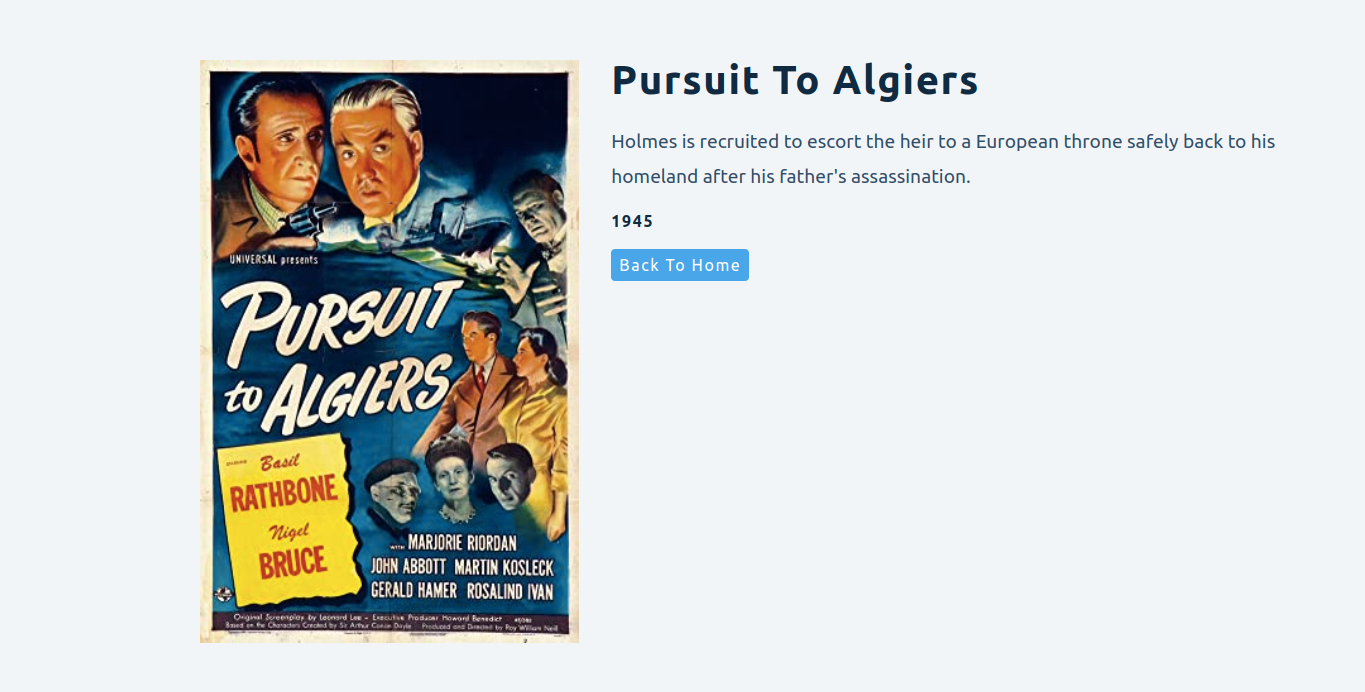 Pursuit To Algiers
Holmes is recruited to escort the heir to a European throne safely back to his
homeland after his father's assassination.
1945
Back To Home
UNIVERSAL presents
PURSUIT
to ALGIERS
STARRING
Basil
RATHBONE
Nigel
BRUCE
WITH MARJORIE RIORDAN
JOHN ABBOTT MARTIN KOSLECK
GERALD HAMER ROSALIND IVAN
Original Screenplay by Leonard Lee – Executive Producer Howard Benedict
Based on the Characters Created by Sir Arthur Conan Doyle Produced and Directed by Roy William Neill